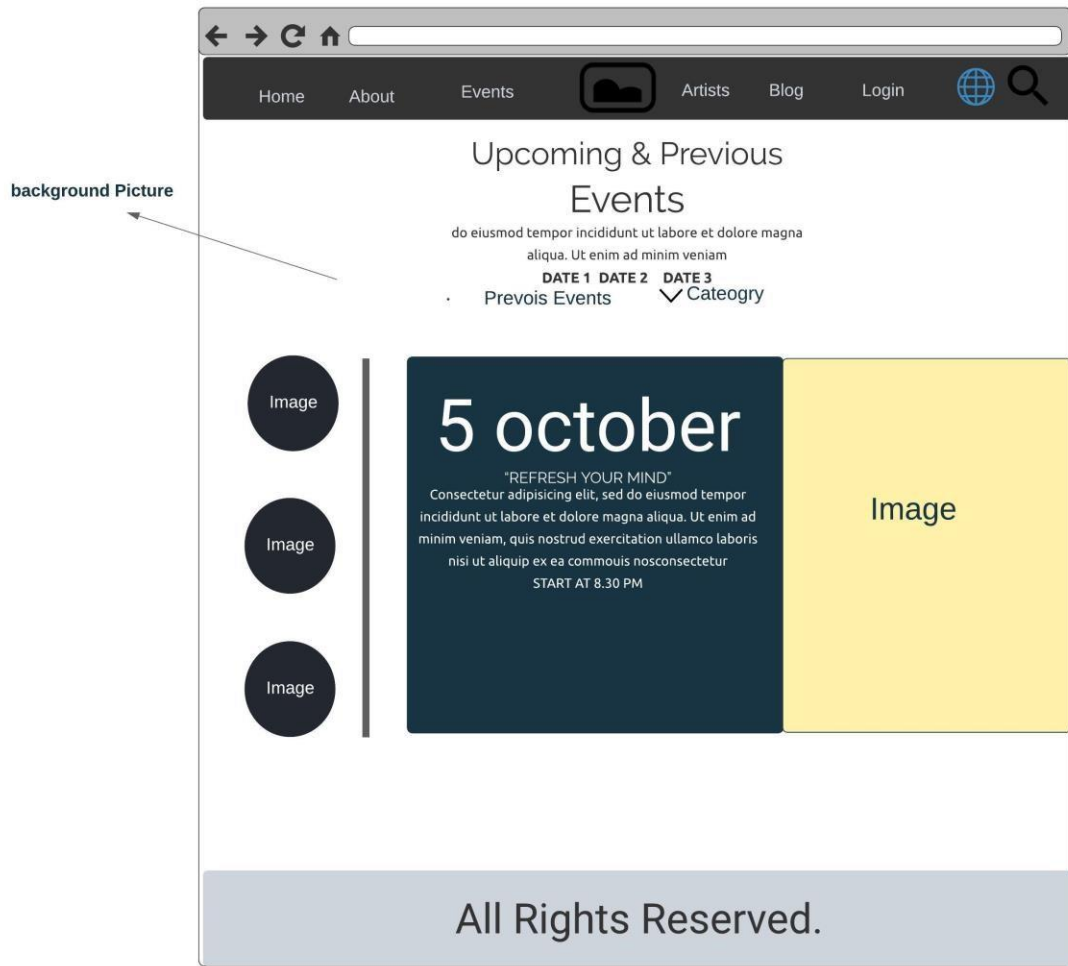 Home About Events Artists Blog Login
Upcoming & Previous
Events
background Picture
do eiusmod tempor incididunt ut labore et dolore magna
aliqua. Ut enim ad minim veniam
DATE 1 DATE 2 DATE 3
Prevois Events Cateogry
Image
Image
Image
5 october
"REFRESH YOUR MIND"
Consectetur adipisicing elit, sed do eiusmod tempor
incididunt ut labore et dolore magna aliqua. Ut enim ad
minim veniam, quis nostrud exercitation ullamco laboris
nisi ut aliquip ex ea commouis nosconsectetur
START AT 8.30 PM
Image
All Rights Reserved.